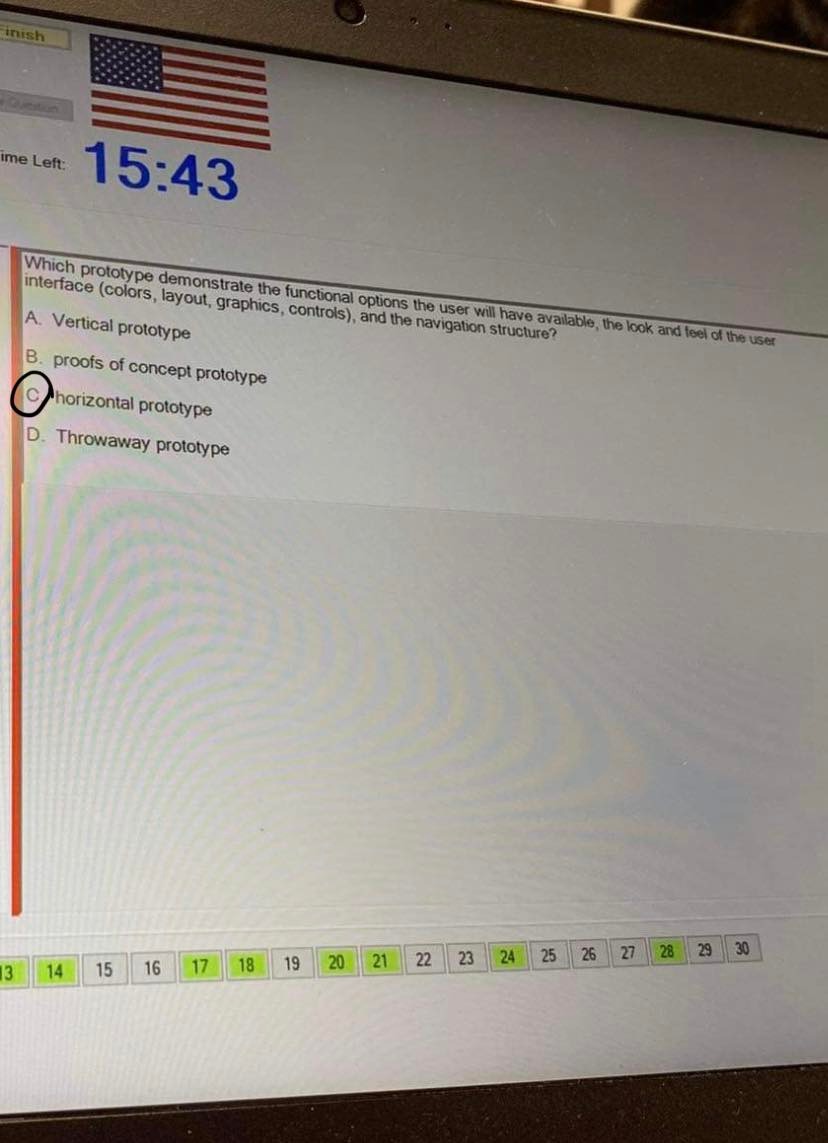 Finish
Question
ime Left:
15:43
Which prototype demonstrate the functional options the user will have available, the look and feel of the user
interface (colors, layout, graphics, controls), and the navigation structure?
A. Vertical prototype
B. proofs of concept prototype
C horizontal prototype
D. Throwaway prototype
13 14 15 16 17 18 19 20 21 22 23 24 25 26 27 28 29 30